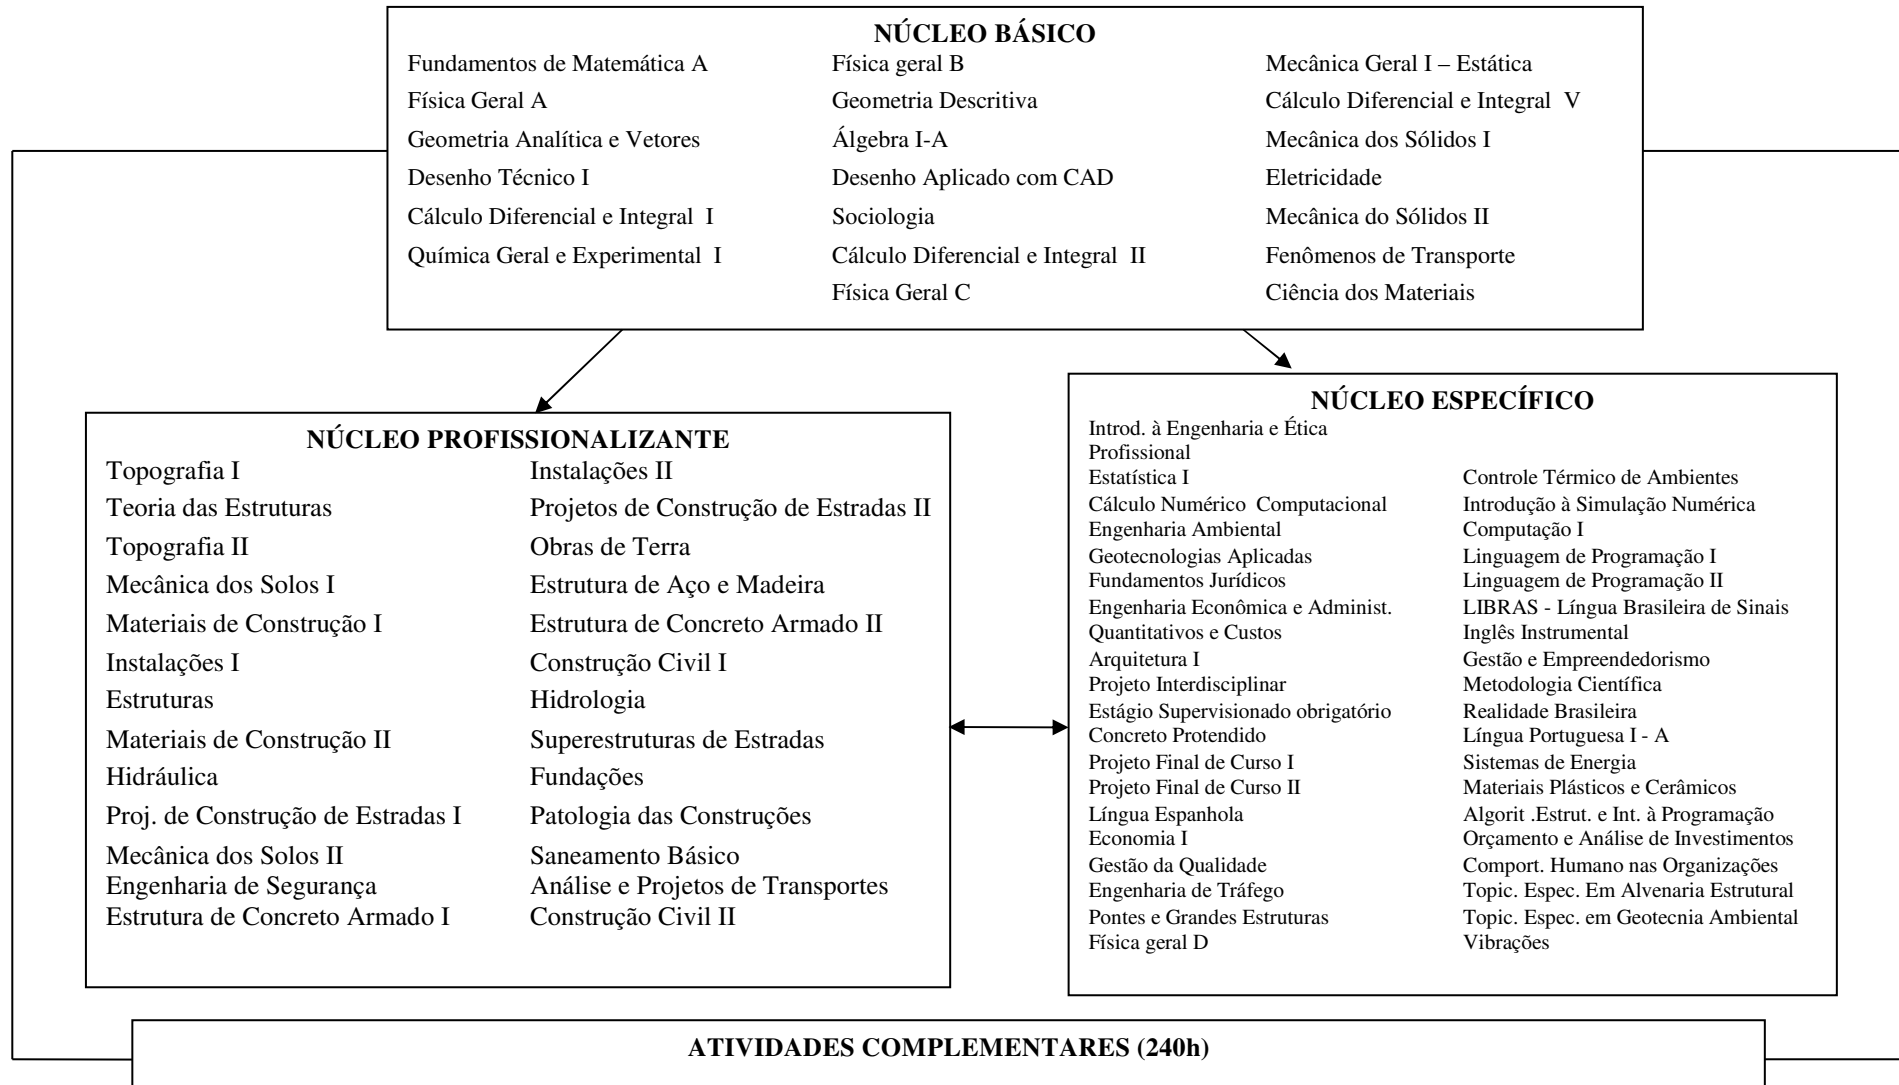 NÚCLEO BÁSICO
Fundamentos de Matemática A
Física Geral A
Geometria Analítica e Vetores
Desenho Técnico I
Cálculo Diferencial e Integral  I
Química Geral e Experimental  I
Física geral B
Geometria Descritiva
Álgebra I-A
Desenho Aplicado com CAD
Sociologia
Cálculo Diferencial e Integral  II
Física Geral C
Mecânica Geral I – Estática
Cálculo Diferencial e Integral  V
Mecânica dos Sólidos I
Eletricidade
Mecânica do Sólidos II
Fenômenos de Transporte
Ciência dos Materiais
NÚCLEO PROFISSIONALIZANTE
Topografia I
Teoria das Estruturas
Topografia II
Mecânica dos Solos I
Materiais de Construção I
Instalações I
Estruturas
Materiais de Construção II
Hidráulica
Proj. de Construção de Estradas I
Mecânica dos Solos II
Engenharia de Segurança
Estrutura de Concreto Armado I
Instalações II
Projetos de Construção de Estradas II
Obras de Terra
Estrutura de Aço e Madeira
Estrutura de Concreto Armado II
Construção Civil I
Hidrologia
Superestruturas de Estradas
Fundações
Patologia das Construções
Saneamento Básico
Análise e Projetos de Transportes
Construção Civil II
NÚCLEO ESPECÍFICO
Introd. à Engenharia e Ética
Profissional
Estatística I
Cálculo Numérico  Computacional
Engenharia Ambiental
Geotecnologias Aplicadas
Fundamentos Jurídicos
Engenharia Econômica e Administ.
Quantitativos e Custos
Arquitetura I
Projeto Interdisciplinar
Estágio Supervisionado obrigatório
Concreto Protendido
Projeto Final de Curso I
Projeto Final de Curso II
Língua Espanhola
Economia I
Gestão da Qualidade
Engenharia de Tráfego
Pontes e Grandes Estruturas
Física geral D
Controle Térmico de Ambientes
Introdução à Simulação Numérica
Computação I
Linguagem de Programação I
Linguagem de Programação II
LIBRAS - Língua Brasileira de Sinais
Inglês Instrumental
Gestão e Empreendedorismo
Metodologia Científica
Realidade Brasileira
Língua Portuguesa I - A
Sistemas de Energia
Materiais Plásticos e Cerâmicos
Algorit .Estrut. e Int. à Programação
Orçamento e Análise de Investimentos
Comport. Humano nas Organizações
Topic. Espec. Em Alvenaria Estrutural
Topic. Espec. em Geotecnia Ambiental
Vibrações
ATIVIDADES COMPLEMENTARES (240h)